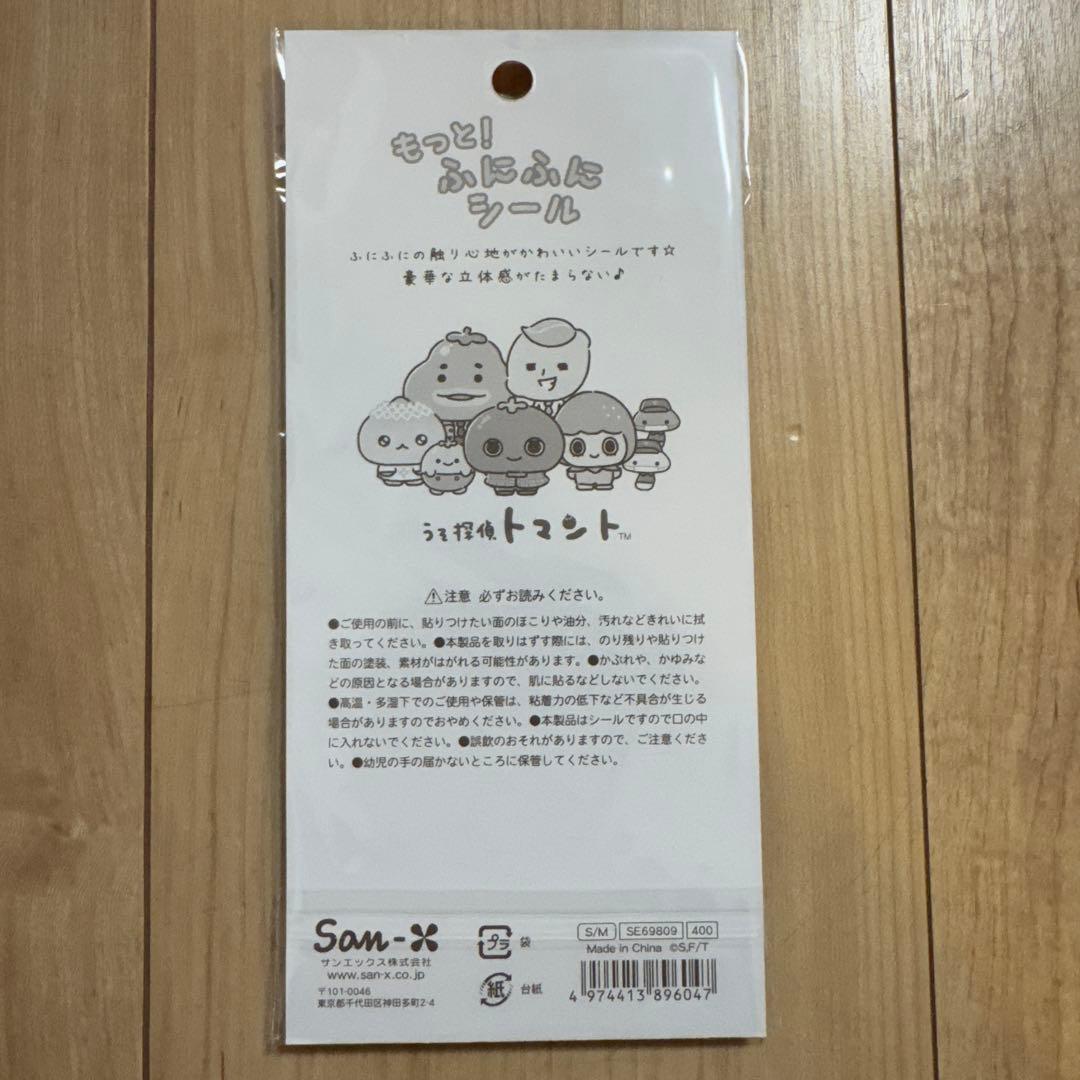 もっと!
ふにふに
シール
ふにふにの触り心地がかわいいシールです☆
豪華な立体感がたまらない♪
うそ探偵トマント™
⚠注意 必ずお読みください。
●ご使用の前に、貼りつけたい面のほこりや油分、汚れなどきれいに拭
き取ってください。●本製品を取りはずす際には、のり残りや貼りつけ
た面の塗装、素材がはがれる可能性があります。●かぶれや、かゆみな
どの原因となる場合がありますので、肌に貼るなどしないでください。
●高温・多湿下でのご使用や保管は、粘着力の低下など不具合が生じる
場合がありますのでおやめください。●本製品はシールですので口の中
に入れないでください。●誤飲のおそれがありますので、ご注意くださ
い。●幼児の手の届かないところに保管してください。
San-X
サンエックス株式会社
www.san-x.co.jp
〒101-0046
東京都千代田区神田多町2-4
プラ 袋
紙 台紙
S/M SE69809 400
Made in China ©S,F/T
4 974413 896047